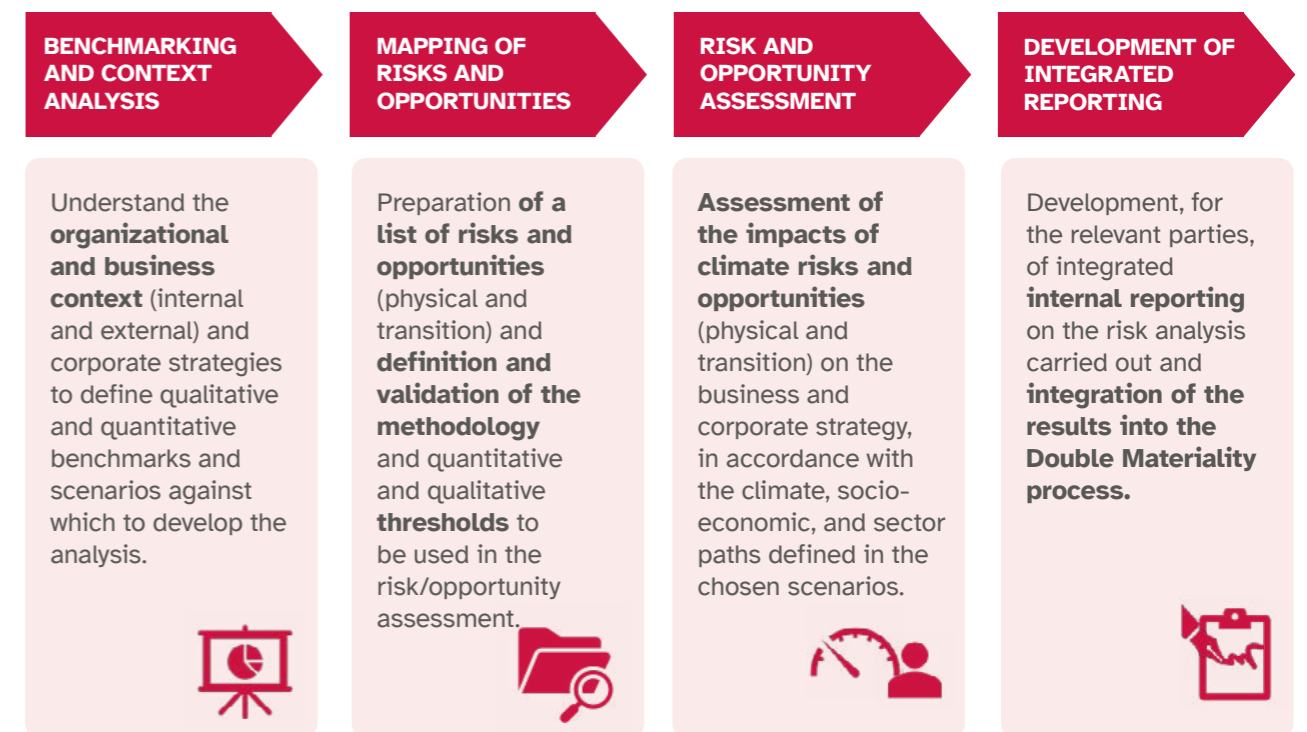 BENCHMARKING
AND CONTEXT
ANALYSIS
Understand the
organizational
and business
context (internal
and external) and
corporate strategies
to define qualitative
and quantitative
benchmarks and
scenarios against
which to develop the
analysis.
MAPPING OF
RISKS AND
OPPORTUNITIES
Preparation of a
list of risks and
opportunities
(physical and
transition) and
definition and
validation of the
methodology
and quantitative
and qualitative
thresholds to
be used in the
risk/opportunity
assessment.
RISK AND
OPPORTUNITY
ASSESSMENT
Assessment of
the impacts of
climate risks and
opportunities
(physical and
transition) on the
business and
corporate strategy,
in accordance with
the climate, socio-
economic, and sector
paths defined in the
chosen scenarios.
DEVELOPMENT OF
INTEGRATED
REPORTING
Development, for
the relevant parties,
of integrated
internal reporting
on the risk analysis
carried out and
integration of the
results into the
Double Materiality
process.